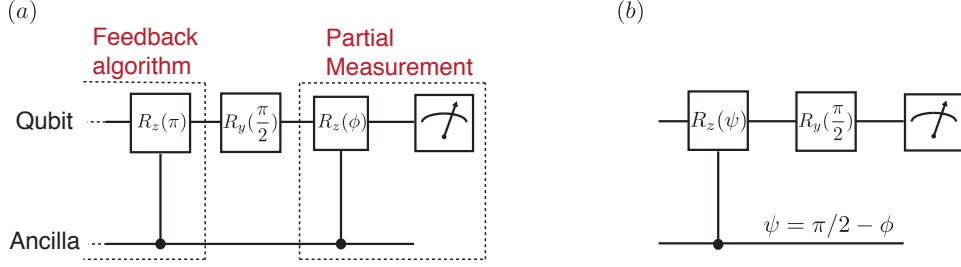 (a)
(b)
Feedback
algorithm
Partial
Measurement
Qubit
R_z(π)
R_y(π/2)
R_z(ϕ)
R_z(ψ)
R_y(π/2)
Ancilla
ψ = π/2 − ϕ